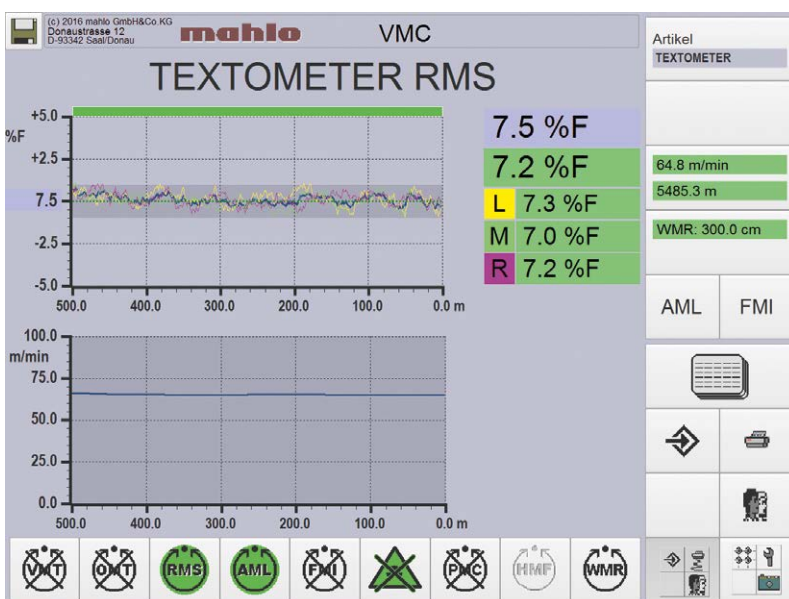 (c) 2016 mahlo GmbH&Co KG
Donaustrasse 12
D-93342 Saal/Donau
mahlo
VMC
TEXTOMETER RMS
+5.0
%F
+2.5
7.5
-2.5
-5.0
500.0 400.0 300.0 200.0 100.0 0.0 m
7.5 %F
7.2 %F
L 7.3 %F
M 7.0 %F
R 7.2 %F
100.0
m/min
75.0
50.0
25.0
0.0
500.0 400.0 300.0 200.0 100.0 0.0 m
Artikel
TEXTOMETER
64.8 m/min
5485.3 m
WMR: 300.0 cm
AML FMI
VMT OMT RMS AML FMI PMC HMF WMR